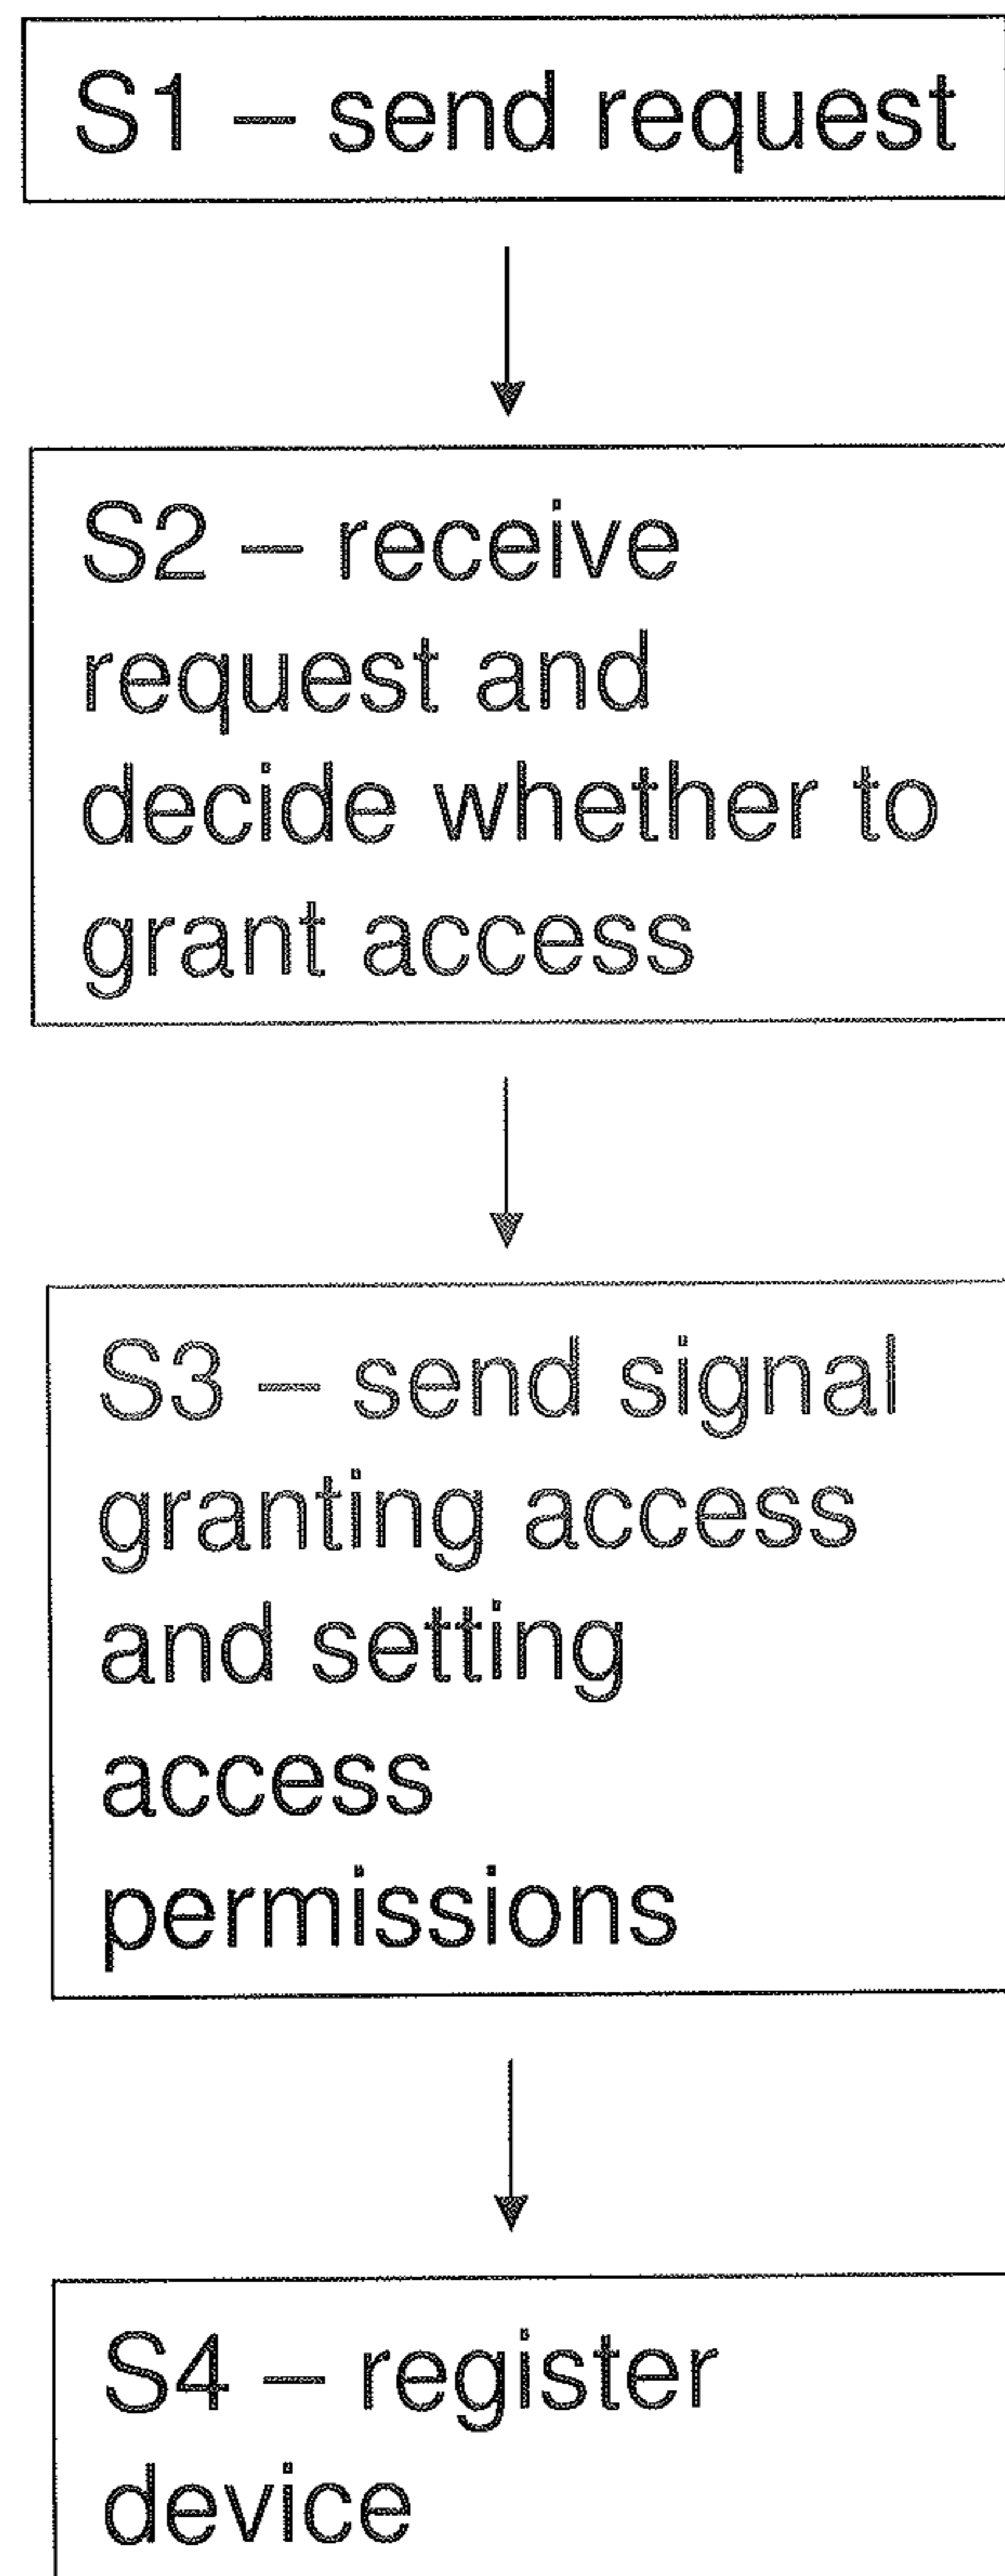 S1 – send request
S2 – receive
request and
decide whether to
grant access
S3 – send signal
granting access
and setting
access
permissions
S4 – register
device